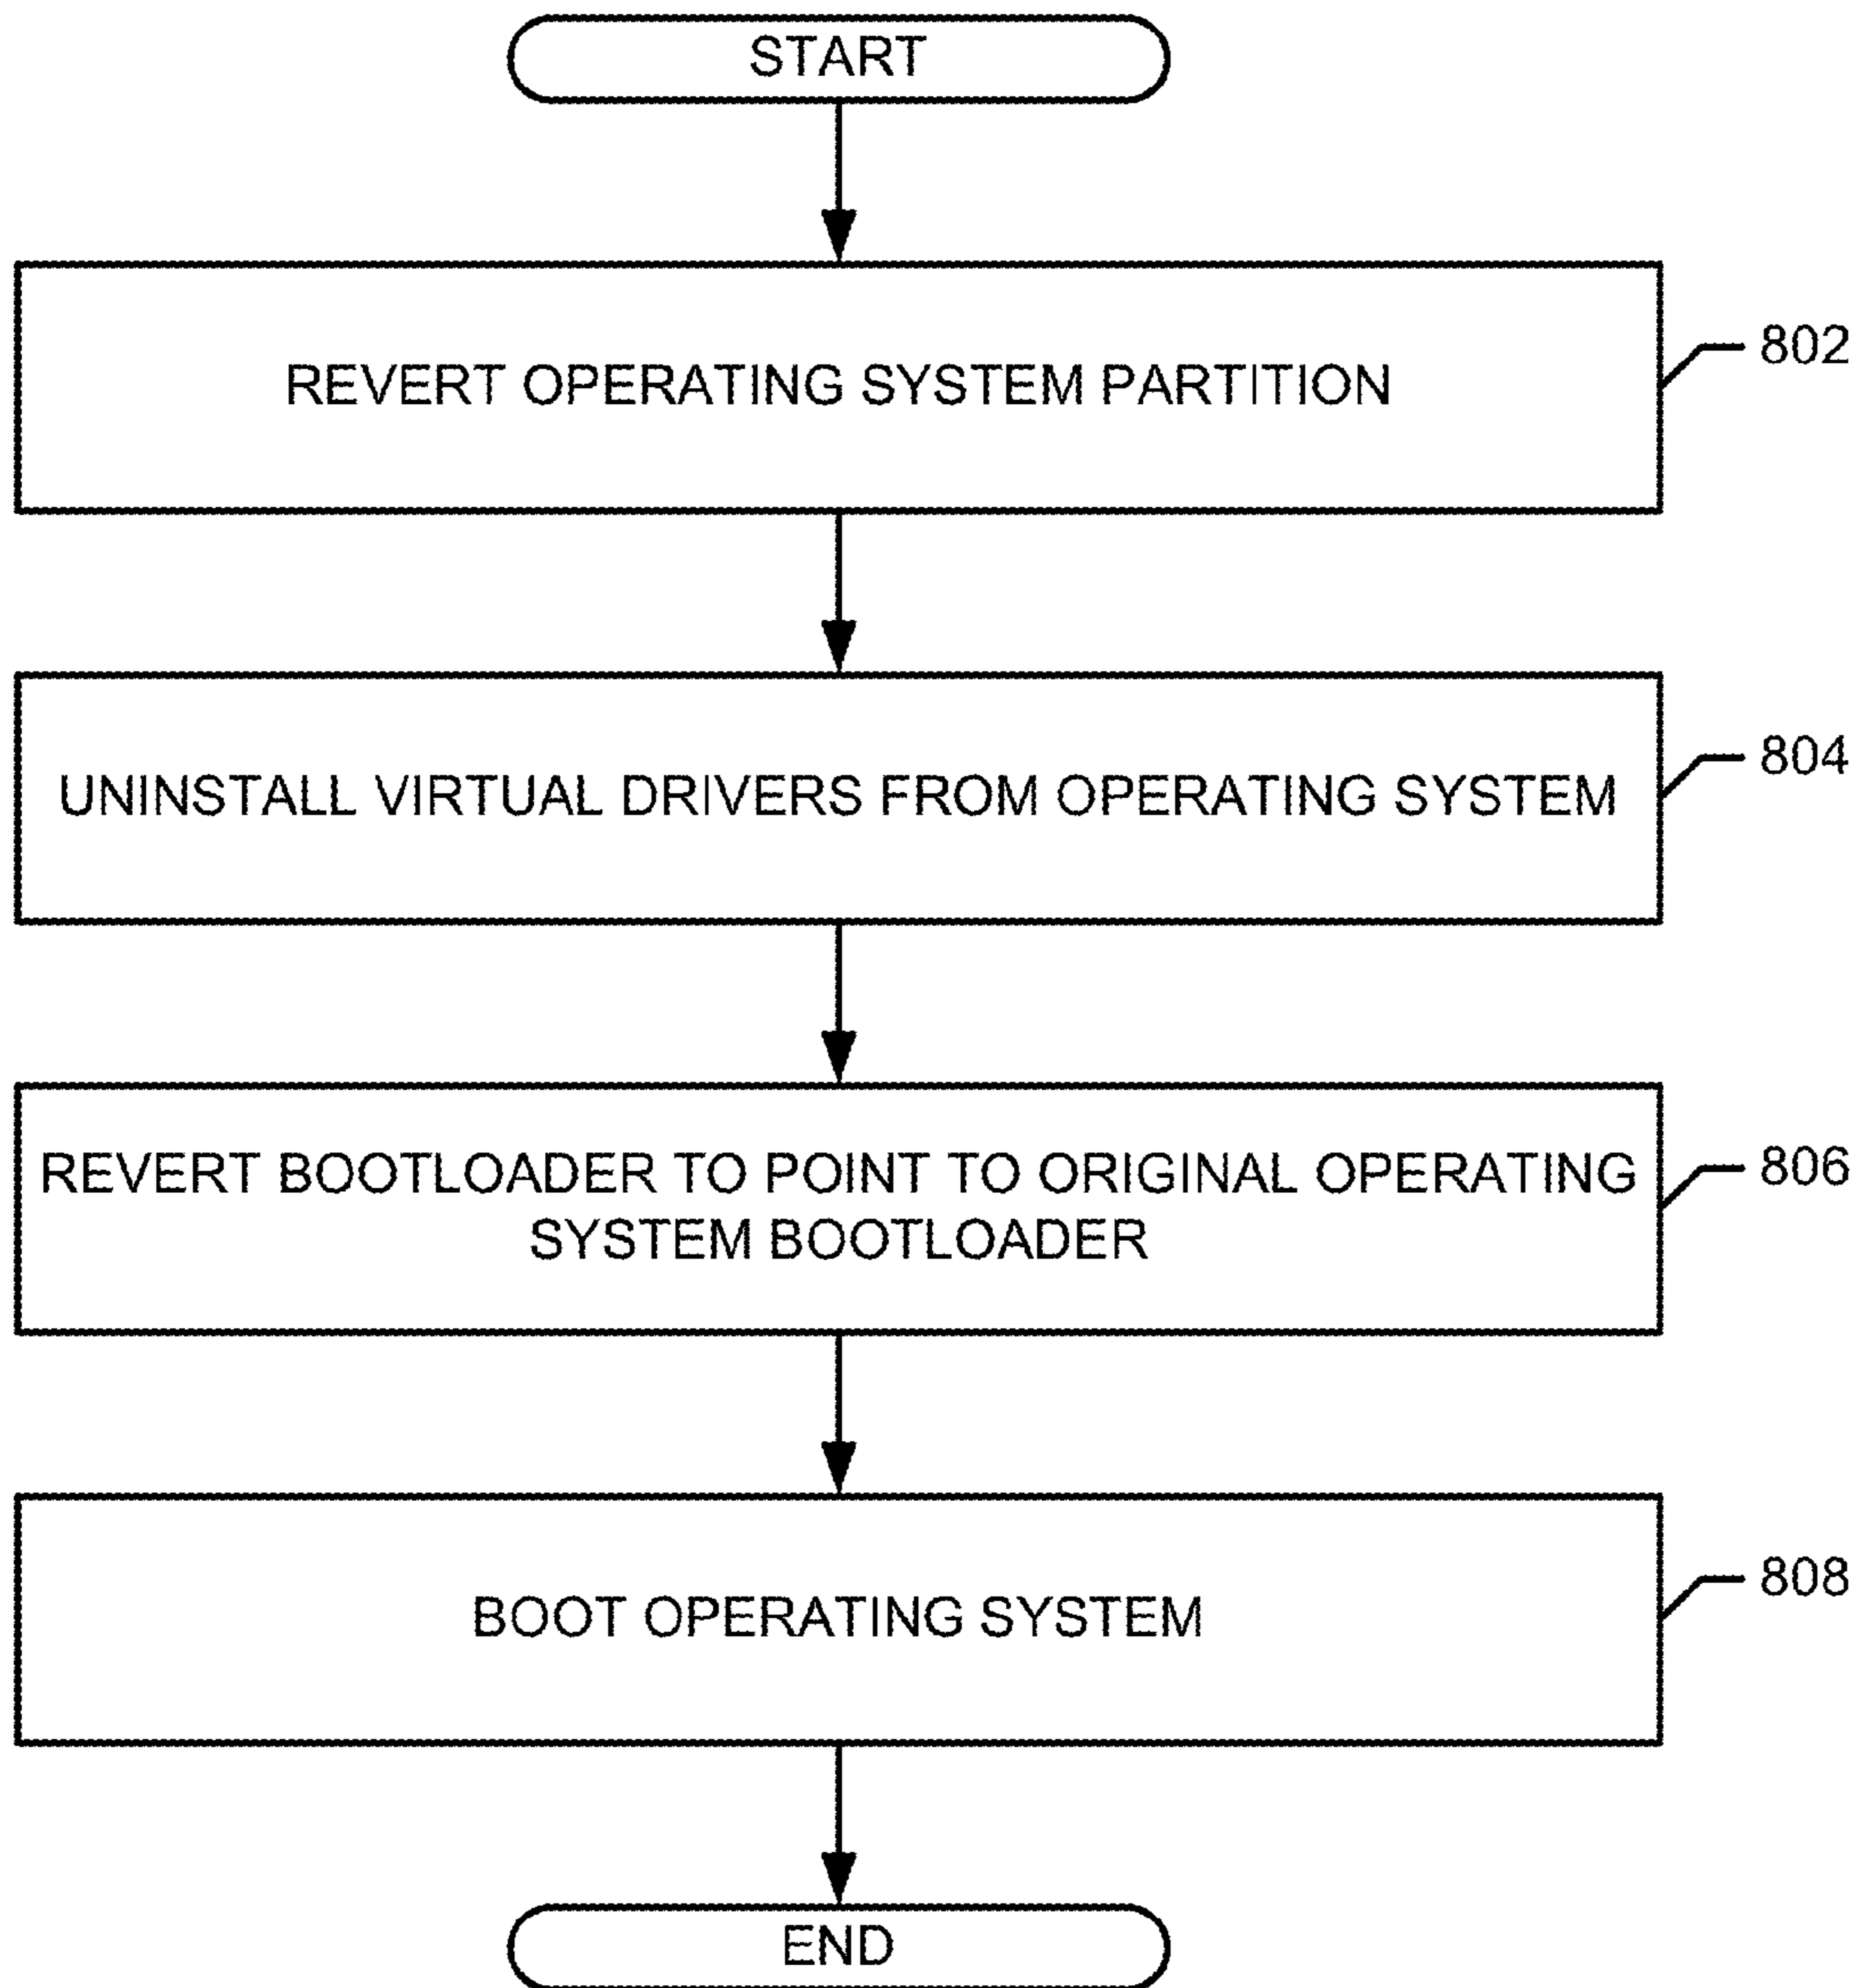 START
REVERT OPERATING SYSTEM PARTITION
802
UNINSTALL VIRTUAL DRIVERS FROM OPERATING SYSTEM
804
REVERT BOOTLOADER TO POINT TO ORIGINAL OPERATING
SYSTEM BOOTLOADER
806
BOOT OPERATING SYSTEM
808
END